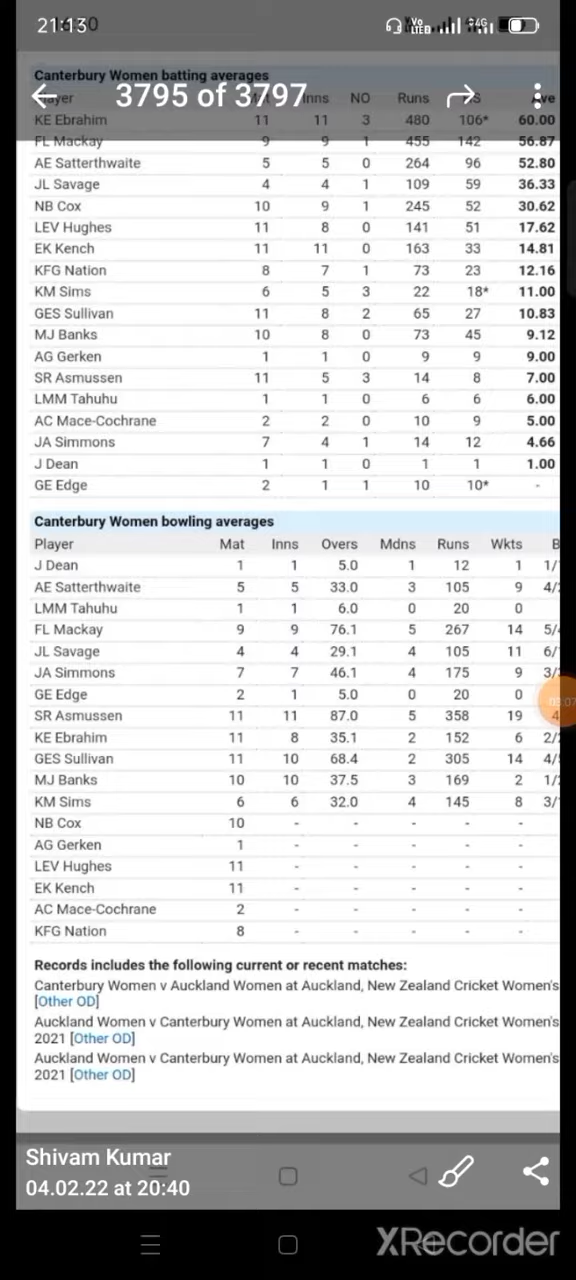 21:13
Canterbury Women batting averages
3795 of 3797
Inns NO Runs Ave
KE Ebrahim 11 11 3 480 106* 60.00
FL Mackay 9 9 1 455 142 56.87
AE Satterthwaite 5 5 0 264 96 52.80
JL Savage 4 4 1 109 59 36.33
NB Cox 10 9 1 245 52 30.62
LEV Hughes 11 8 0 141 51 17.62
EK Kench 11 11 0 163 33 14.81
KFG Nation 8 7 1 73 23 12.16
KM Sims 6 5 3 22 18* 11.00
GES Sullivan 11 8 2 65 27 10.83
MJ Banks 10 8 0 73 45 9.12
AG Gerken 1 1 0 9 9 9.00
SR Asmussen 11 5 3 14 8 7.00
LMM Tahuhu 1 1 0 6 6 6.00
AC Mace-Cochrane 2 2 0 10 9 5.00
JA Simmons 7 4 1 14 12 4.66
J Dean 1 1 0 1 1 1.00
GE Edge 2 1 1 10 10* -
Canterbury Women bowling averages
Player Mat Inns Overs Mdns Runs Wkts B
J Dean 1 1 5.0 1 12 1 1/
AE Satterthwaite 5 5 33.0 3 105 9 4/
LMM Tahuhu 1 1 6.0 0 20 0
FL Mackay 9 9 76.1 5 267 14 5/
JL Savage 4 4 29.1 4 105 11 6/
JA Simmons 7 7 46.1 4 175 9 3/
GE Edge 2 1 5.0 0 20 0
SR Asmussen 11 11 87.0 5 358 19 4
KE Ebrahim 11 8 35.1 2 152 6 2/
GES Sullivan 11 10 68.4 2 305 14 4/
MJ Banks 10 10 37.5 3 169 2 1/
KM Sims 6 6 32.0 4 145 8 3/
NB Cox 10 - - - - -
AG Gerken 1 - - - - -
LEV Hughes 11 - - - - -
EK Kench 11 - - - - -
AC Mace-Cochrane 2 - - - - -
KFG Nation 8 - - - - -
Records includes the following current or recent matches:
Canterbury Women v Auckland Women at Auckland, New Zealand Cricket Women's
[Other OD]
Auckland Women v Canterbury Women at Auckland, New Zealand Cricket Women's
2021 [Other OD]
Auckland Women v Canterbury Women at Auckland, New Zealand Cricket Women's
2021 [Other OD]
Shivam Kumar
04.02.22 at 20:40
XRecorder